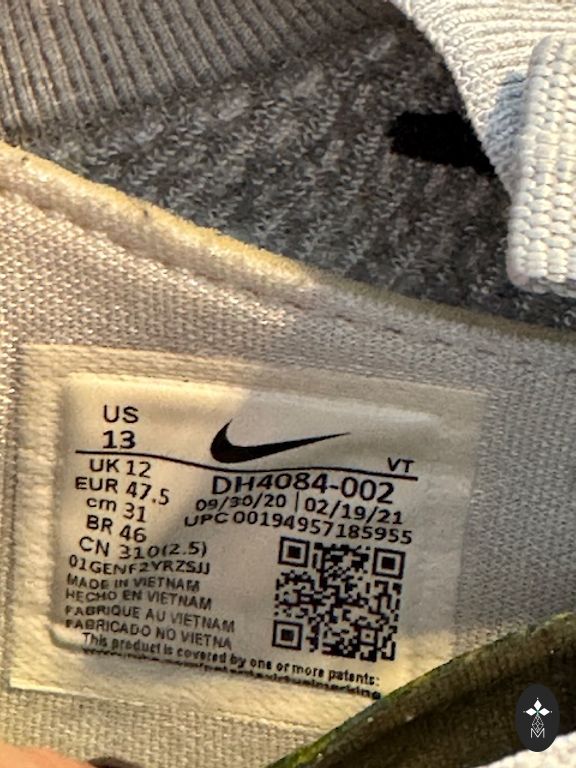 US
13
UK 12
EUR 47.5
cm 31
BR 46
CN 310(2.5)
01GENF2YRZSJJ
VT
DH4084-002
09/30/20 | 02/19/21
UPC 00194957185955
MADE IN VIETNAM
HECHO EN VIETNAM
FABRIQUE AU VIETNAM
FABRICADO NO VIETNA
This product is covered by one or more patents:
M